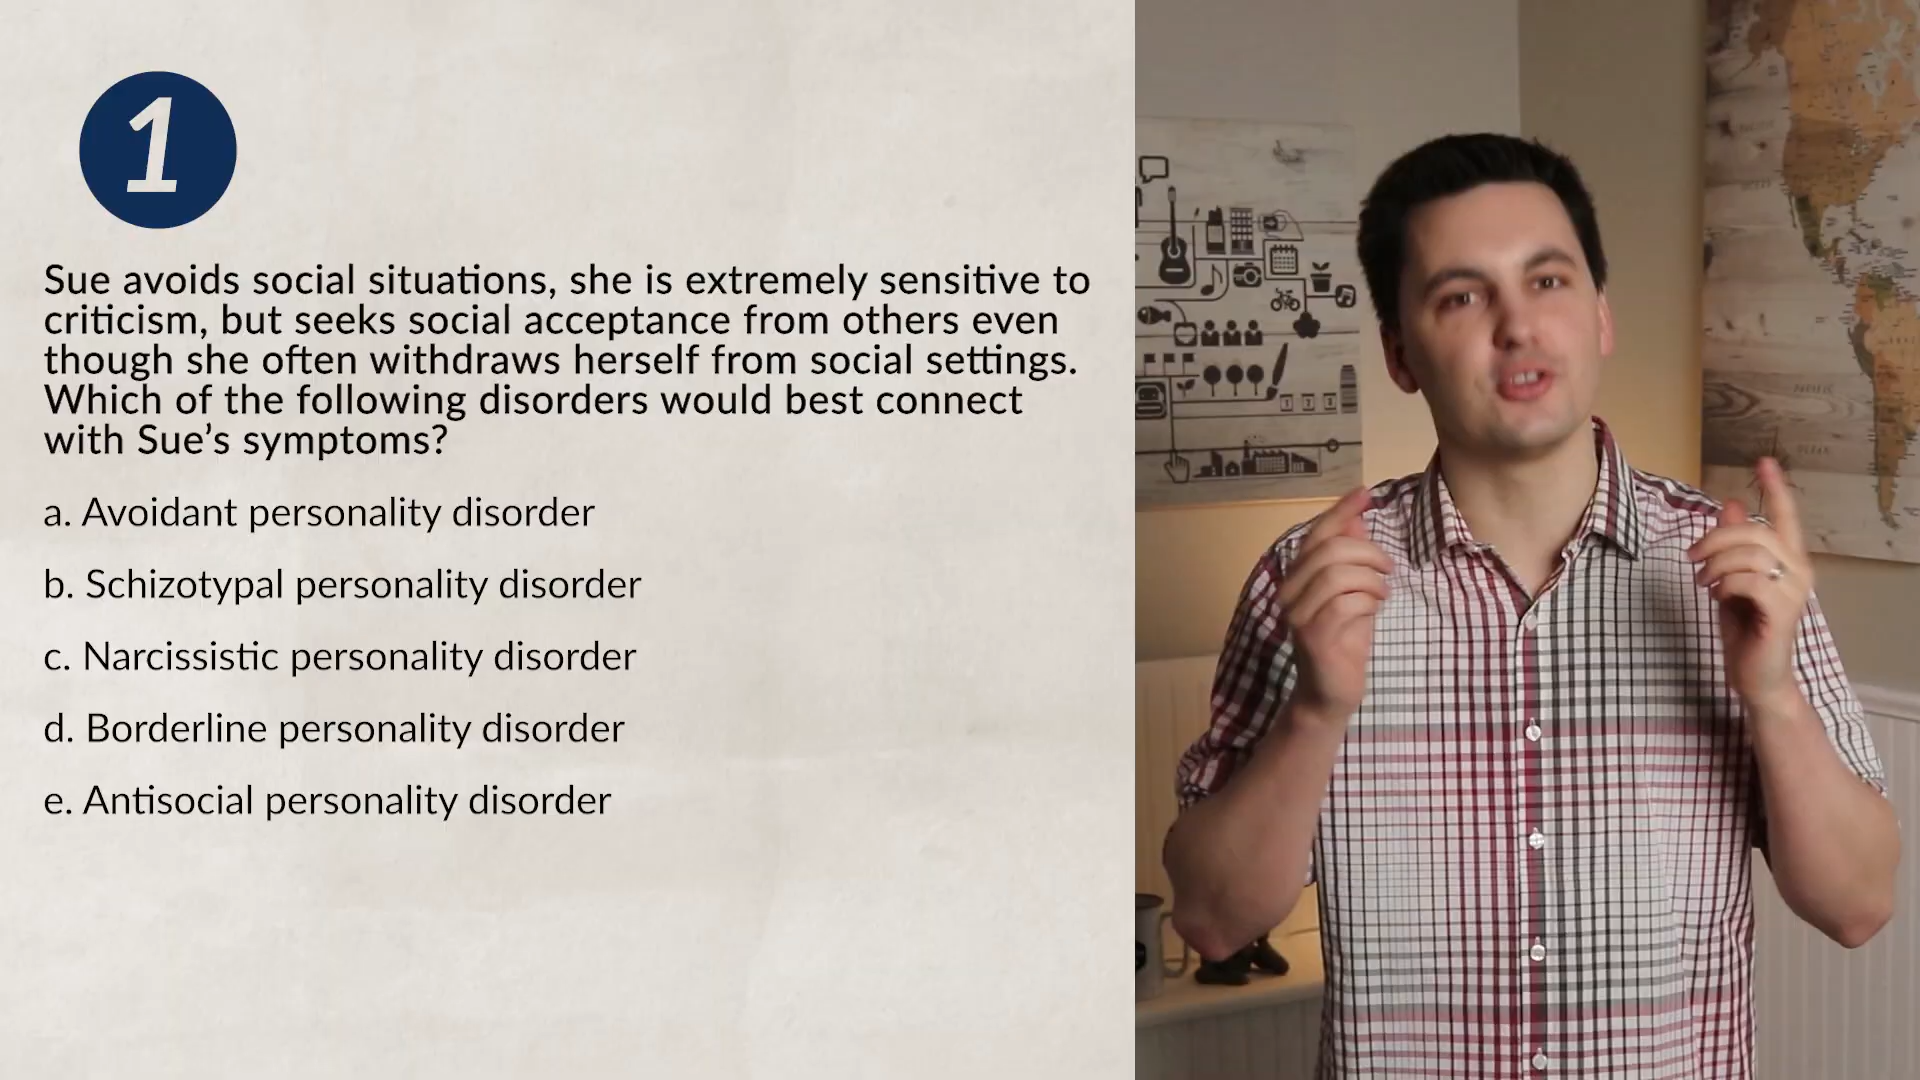 1
Sue avoids social situations, she is extremely sensitive to
criticism, but seeks social acceptance from others even
though she often withdraws herself from social settings.
Which of the following disorders would best connect
with Sue's symptoms?
a. Avoidant personality disorder
b. Schizotypal personality disorder
c. Narcissistic personality disorder
d. Borderline personality disorder
e. Antisocial personality disorder